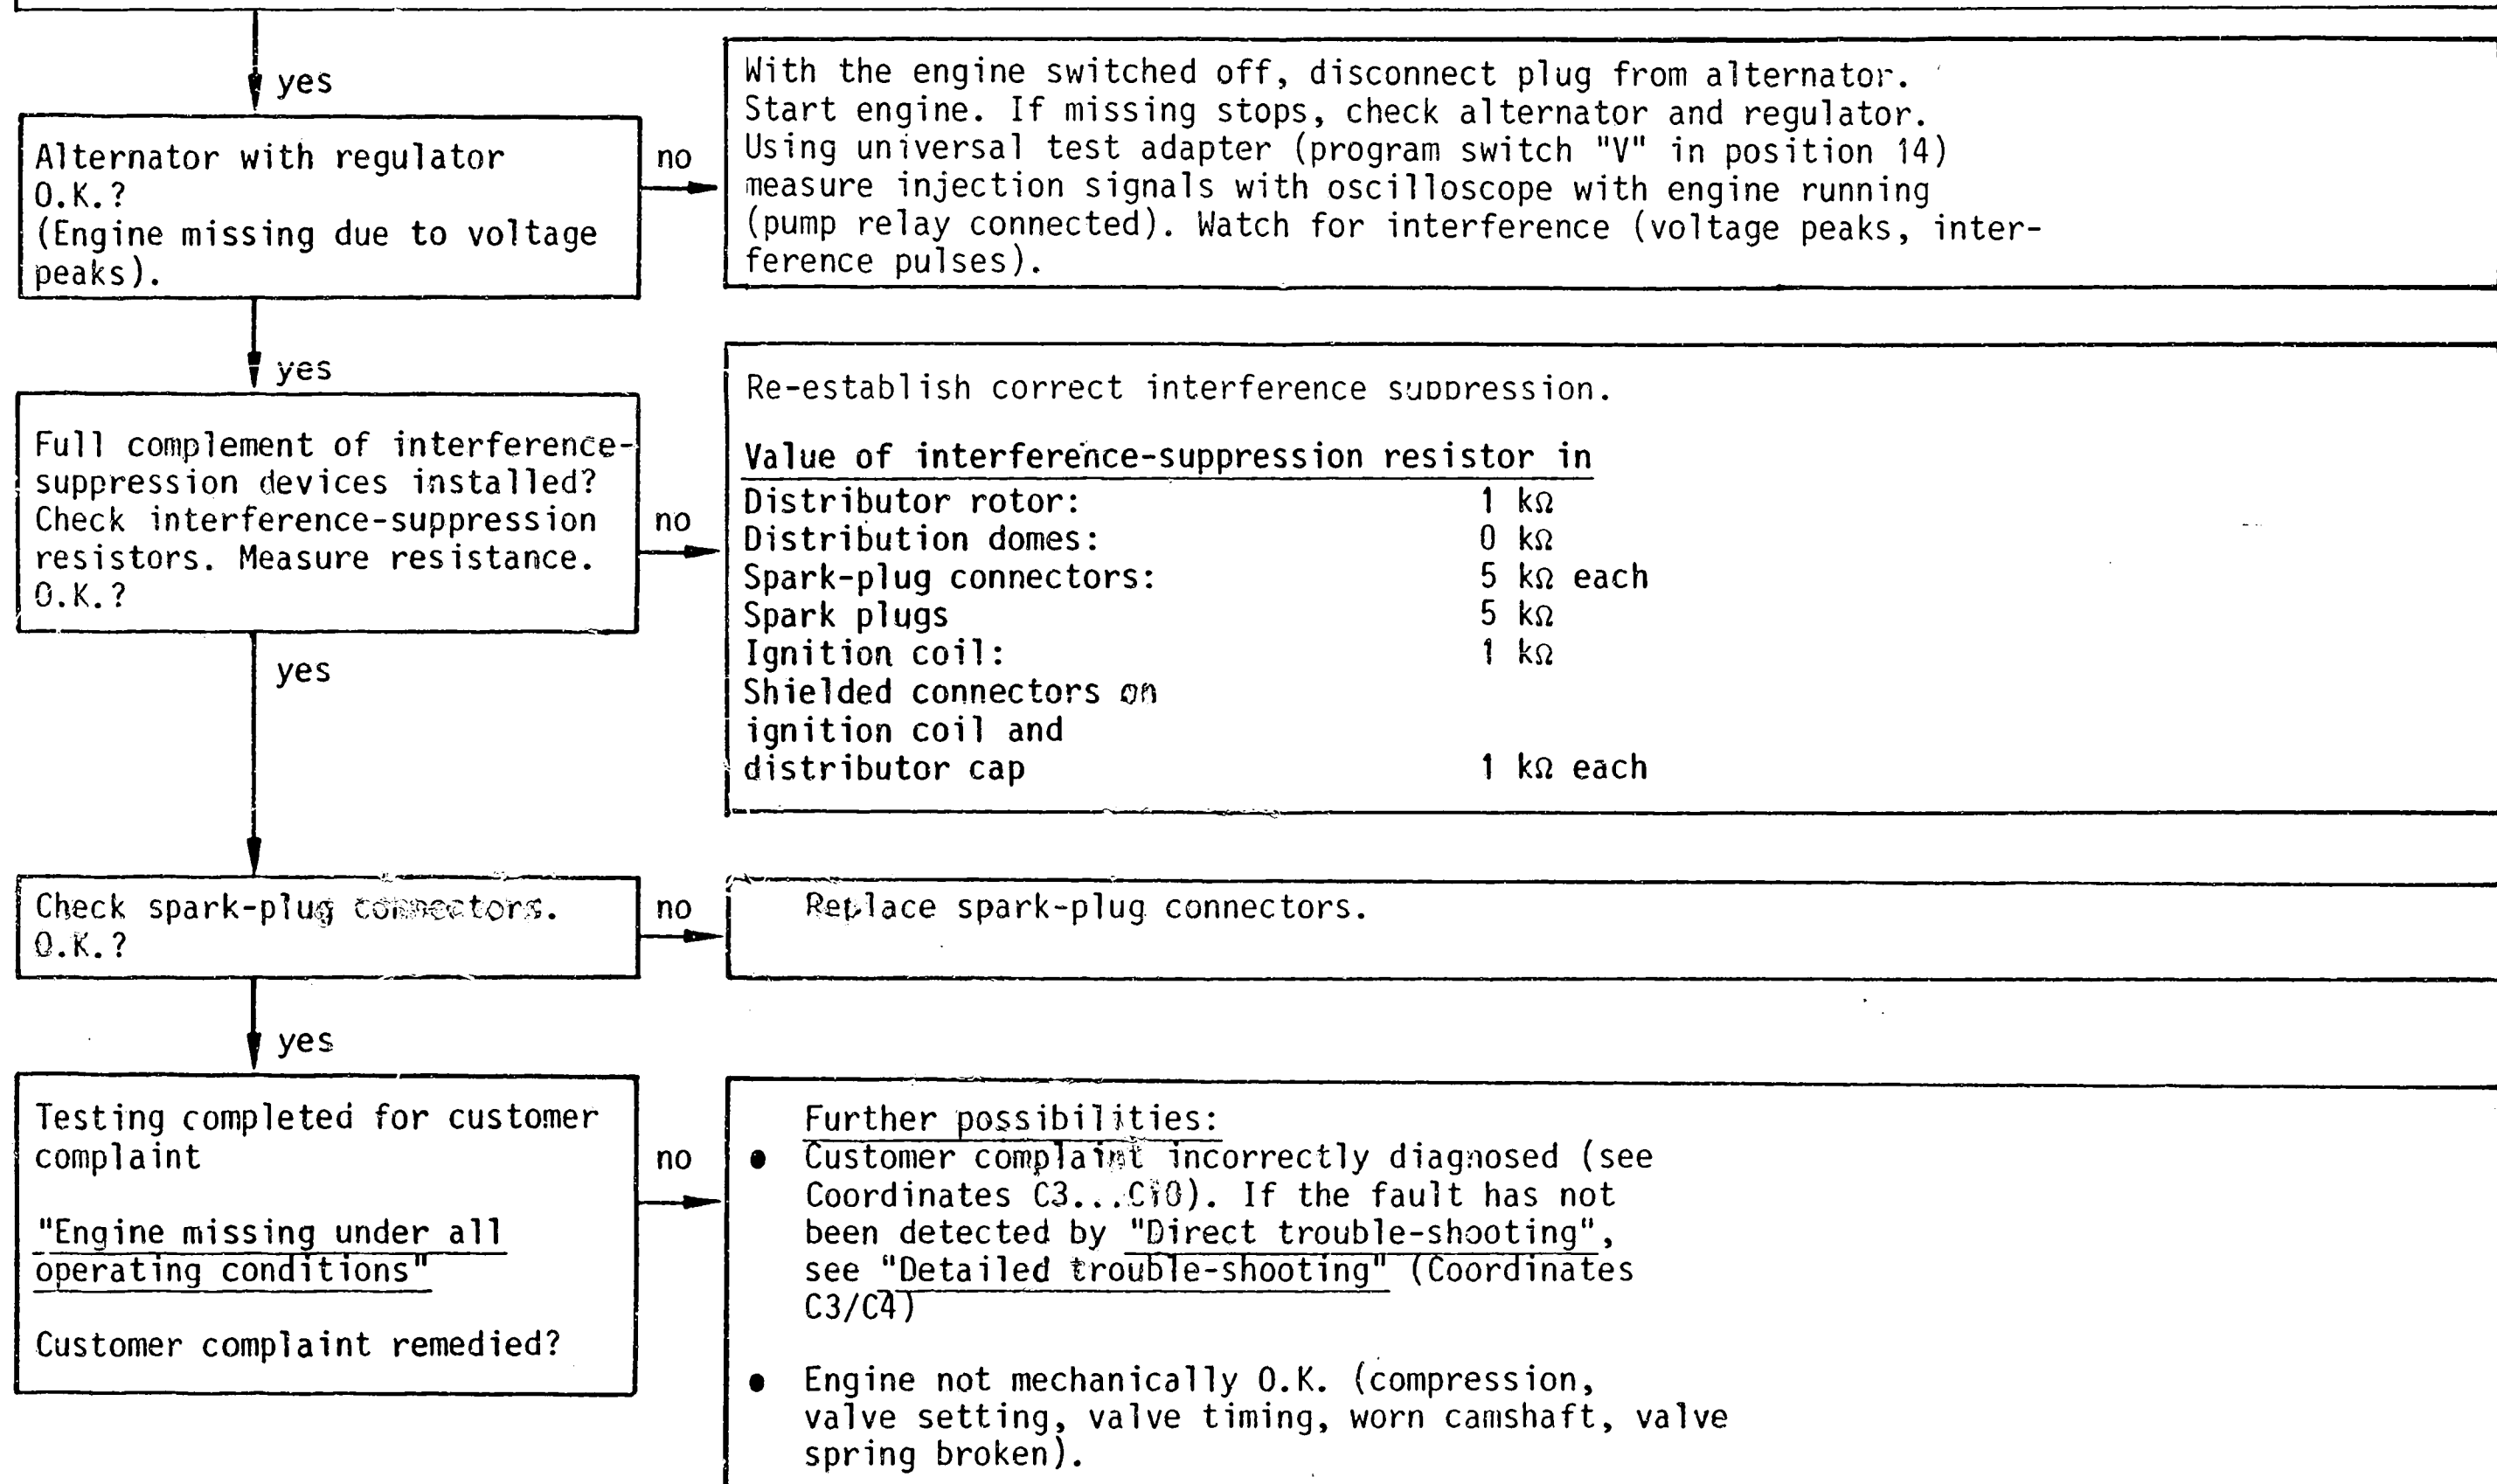 yes
With the engine switched off, disconnect plug from alternator.
Start engine. If missing stops, check alternator and regulator.
Using universal test adapter (program switch "V" in position 14)
measure injection signals with oscilloscope with engine running
(pump relay connected). Watch for interference (voltage peaks, inter-
ference pulses).
Alternator with regulator
O.K.?
(Engine missing due to voltage
peaks).
no
yes
Re-establish correct interference suppression.
Value of interference-suppression resistor in
Distributor rotor: 1 kΩ
Distribution domes: 0 kΩ
Spark-plug connectors: 5 kΩ each
Spark plugs 5 kΩ
Ignition coil: 1 kΩ
Shielded connectors on
ignition coil and
distributor cap 1 kΩ each
Full complement of interference-
suppression devices installed?
Check interference-suppression
resistors. Measure resistance.
O.K.?
no
yes
Check spark-plug connectors.
O.K.?
no
Replace spark-plug connectors.
yes
Testing completed for customer
complaint
"Engine missing under all
operating conditions"
Customer complaint remedied?
no
Further possibilities:
● Customer complaint incorrectly diagnosed (see
Coordinates C3...C10). If the fault has not
been detected by "Direct trouble-shooting",
see "Detailed trouble-shooting" (Coordinates
C3/C4)
● Engine not mechanically O.K. (compression,
valve setting, valve timing, worn camshaft, valve
spring broken).